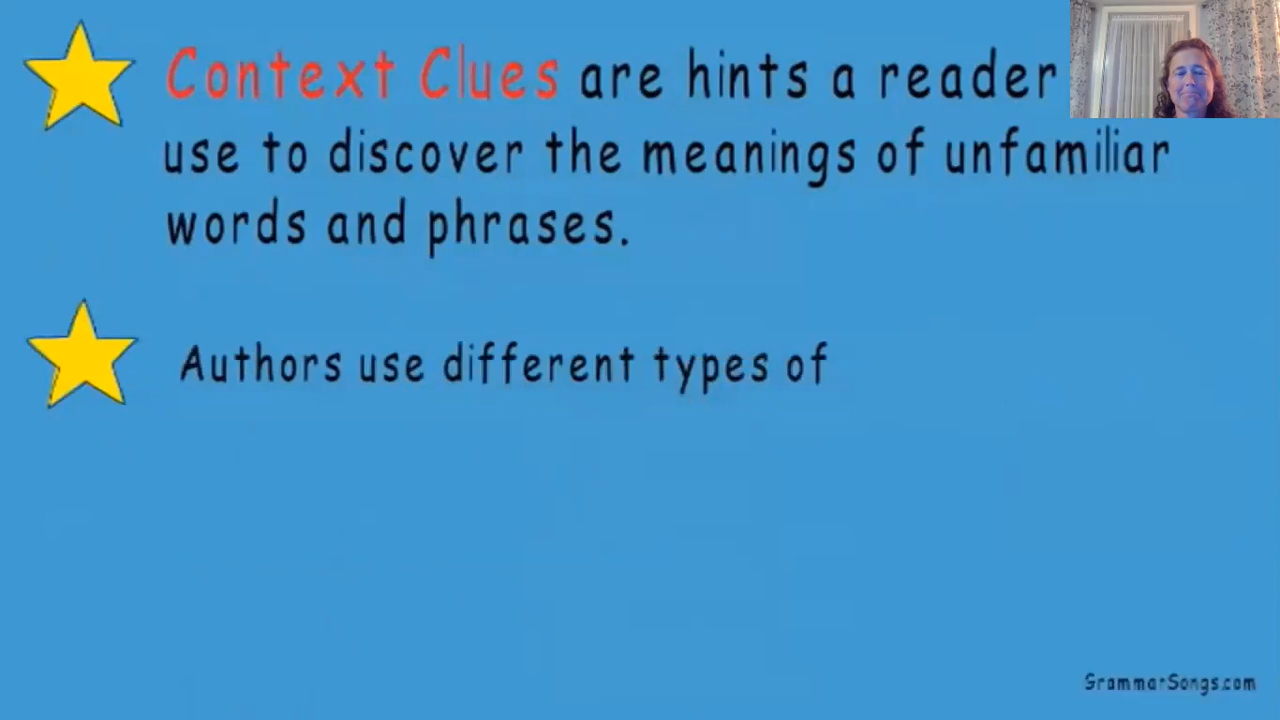 Context Clues are hints a reader
use to discover the meanings of unfamiliar
words and phrases.
Authors use different types of
GrammarSongs.com